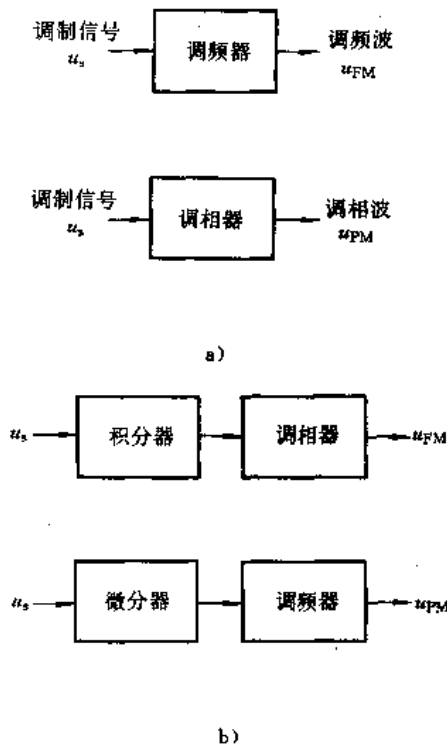 调制信号 调频波
u_s 调频器 u_FM
调制信号 调相波
u_s 调相器 u_PM
a)
u_s 积分器 调相器 u_FM
u_s 微分器 调频器 u_PM
b)